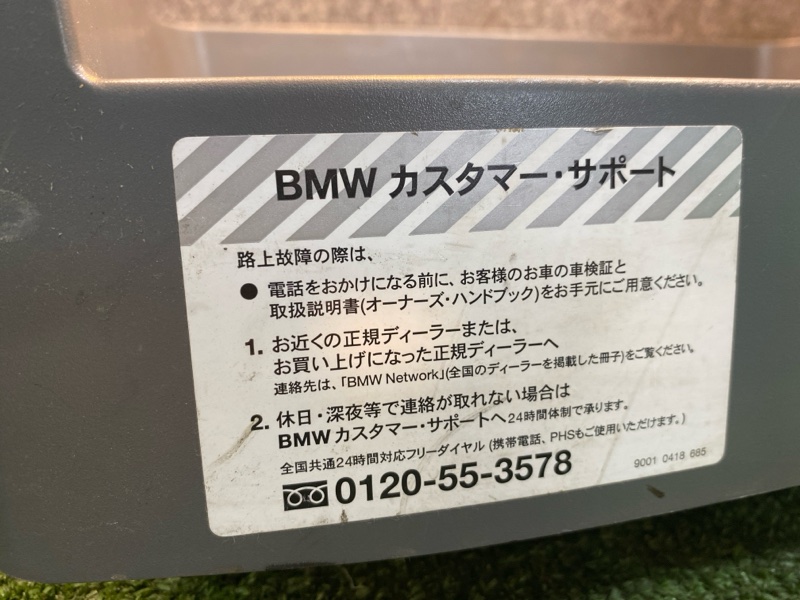 BMW カスタマー・サポート
路上故障の際は、
● 電話をおかけになる前に、お客様のお車の車検証と
取扱説明書(オーナーズ・ハンドブック)をお手元にご用意ください。
1. お近くの正規ディーラーまたは、
お買い上げになった正規ディーラーへ
連絡先は、「BMW Network」(全国のディーラーを掲載した冊子)をご覧ください。
2. 休日・深夜等で連絡が取れない場合は
BMW カスタマー・サポートへ24時間体制で承ります。
全国共通24時間対応フリーダイヤル (携帯電話、PHSもご使用いただけます。)
0120-55-3578
9001 0418 685